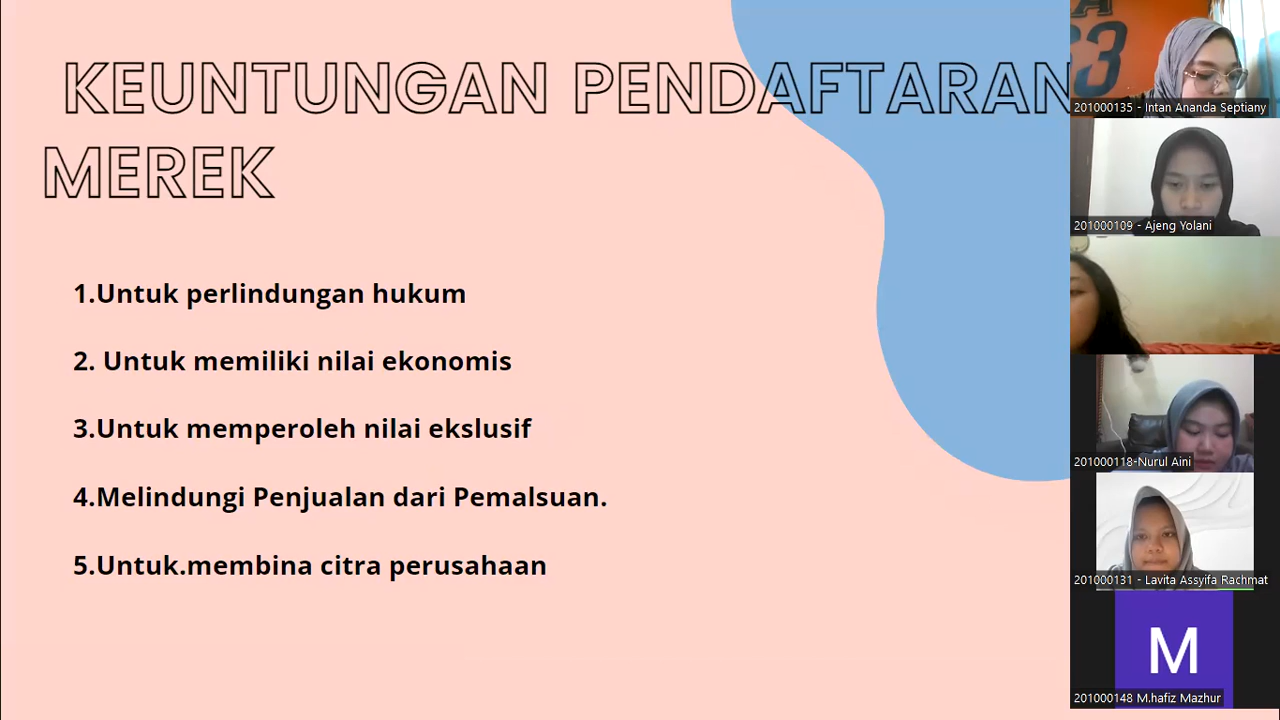 KEUNTUNGAN PENDAFTARAN
MEREK
1.Untuk perlindungan hukum
2. Untuk memiliki nilai ekonomis
3.Untuk memperoleh nilai ekslusif
4.Melindungi Penjualan dari Pemalsuan.
5.Untuk.membina citra perusahaan
A
33
201000135 - Intan Ananda Septiany
201000109 - Ajeng Yolani
201000118-Nurul Aini
201000131 - Lavita Assyifa Rachmat
M
201000148 M.hafiz Mazhur